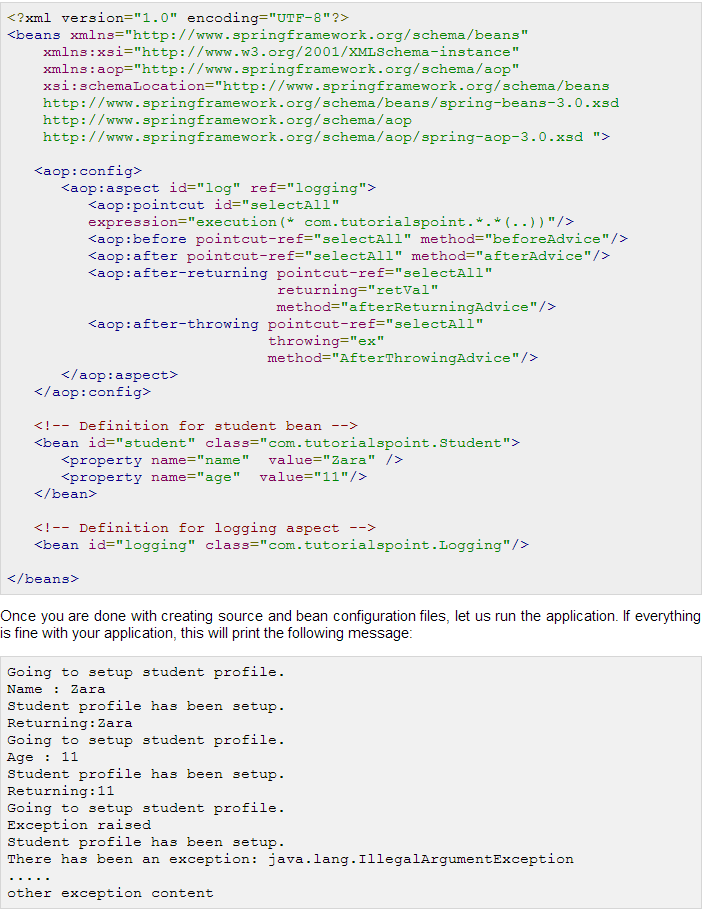 <?xml version="1.0" encoding="UTF-8"?>
<beans xmlns="http://www.springframework.org/schema/beans"
    xmlns:xsi="http://www.w3.org/2001/XMLSchema-instance"
    xmlns:aop="http://www.springframework.org/schema/aop"
    xsi:schemaLocation="http://www.springframework.org/schema/beans
    http://www.springframework.org/schema/beans/spring-beans-3.0.xsd
    http://www.springframework.org/schema/aop
    http://www.springframework.org/schema/aop/spring-aop-3.0.xsd ">
   <aop:config>
      <aop:aspect id="log" ref="logging">
         <aop:pointcut id="selectAll"
         expression="execution(* com.tutorialspoint.*.*(..))"/>
         <aop:before pointcut-ref="selectAll" method="beforeAdvice"/>
         <aop:after pointcut-ref="selectAll" method="afterAdvice"/>
         <aop:after-returning pointcut-ref="selectAll"
                              returning="retVal"
                              method="afterReturningAdvice"/>
         <aop:after-throwing pointcut-ref="selectAll"
                             throwing="ex"
                             method="AfterThrowingAdvice"/>
      </aop:aspect>
   </aop:config>
   <!-- Definition for student bean -->
   <bean id="student" class="com.tutorialspoint.Student">
      <property name="name"  value="Zara" />
      <property name="age"  value="11"/>
   </bean>
   <!-- Definition for logging aspect -->
   <bean id="logging" class="com.tutorialspoint.Logging"/>
</beans>
Once you are done with creating source and bean configuration files, let us run the application. If everything
is fine with your application, this will print the following message:
Going to setup student profile.
Name : Zara
Student profile has been setup.
Returning:Zara
Going to setup student profile.
Age : 11
Student profile has been setup.
Returning:11
Going to setup student profile.
Exception raised
Student profile has been setup.
There has been an exception: java.lang.IllegalArgumentException
.....
other exception content